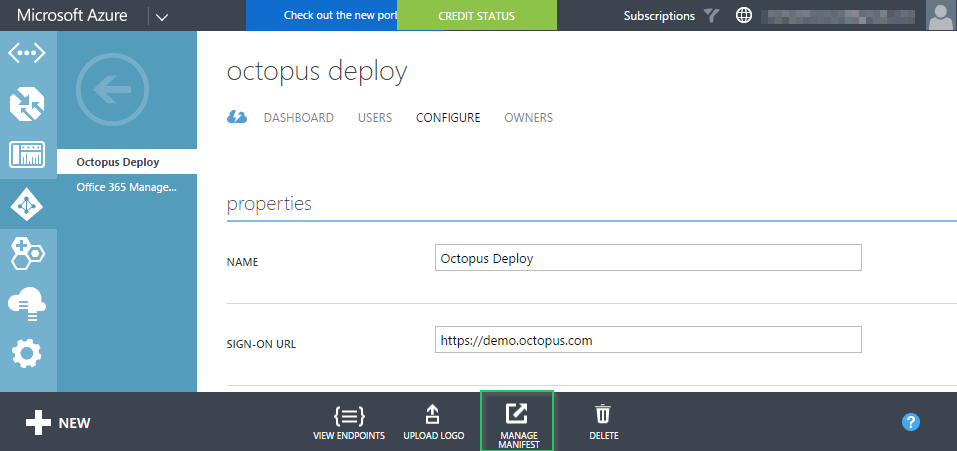 Microsoft Azure
Check out the new port
CREDIT STATUS
Subscriptions
octopus deploy
DASHBOARD USERS CONFIGURE OWNERS
Octopus Deploy
Office 365 Manage...
properties
NAME
Octopus Deploy
SIGN-ON URL
https://demo.octopus.com
NEW
VIEW ENDPOINTS
UPLOAD LOGO
MANAGE
MANIFEST
DELETE
?